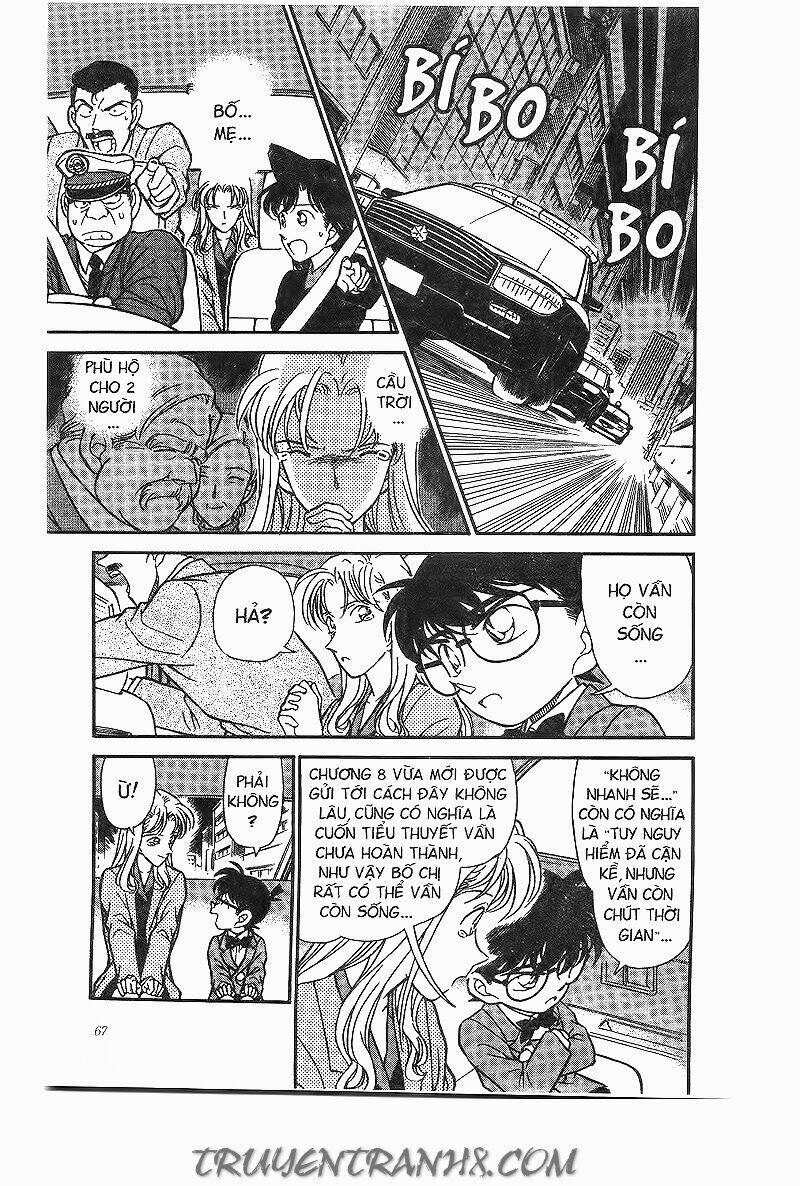 BÍ
BO
BÍ
BO
BỐ...
MẸ...
CẦU
TRỜI
...
PHÙ HỘ
CHO 2
NGƯỜI
...
HỌ VẪN
CÒN
SỐNG
...
HẢ?
"KHÔNG
NHANH SẼ..."
CÒN CÓ NGHĨA
LÀ "TUY NGUY
HIỂM ĐÃ CẬN
KỀ, NHƯNG
VẪN CÒN
CHÚT THỜI
GIAN"...
CHƯƠNG 8 VỪA MỚI ĐƯỢC
GỬI TỚI CÁCH ĐÂY KHÔNG
LÂU, CŨNG CÓ NGHĨA LÀ
CUỐN TIỂU THUYẾT VẪN
CHƯA HOÀN THÀNH,
NHƯ VẬY BỐ CHỊ
RẤT CÓ THỂ VẪN
CÒN SỐNG...
PHẢI
KHÔNG
?
Ừ!
67
TRUYENTRANH8.COM